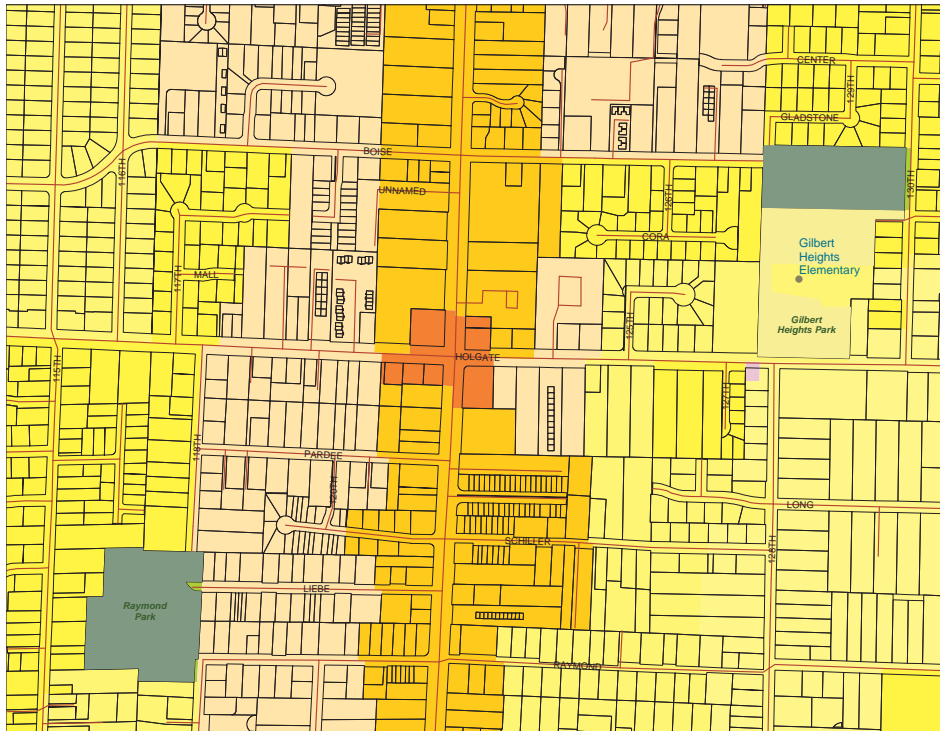 CENTER
129TH
GLADSTONE
BOISE
116TH
UNNAMED
126TH
130TH
CORA
Gilbert
Heights
Elementary
117TH
MALL
125TH
Gilbert
Heights Park
HOLGATE
115TH
127TH
118TH
PARDEE
120TH
LONG
SCHILLER
128TH
LIEBE
Raymond
Park
RAYMOND